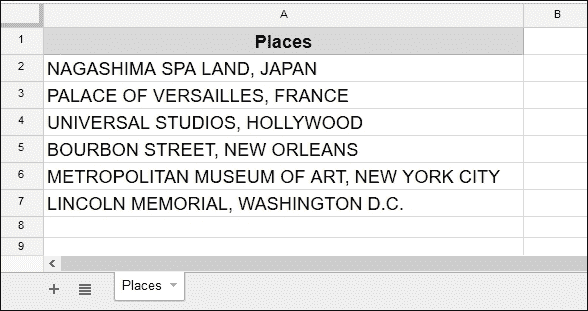 A B
1 Places
2 NAGASHIMA SPA LAND, JAPAN
3 PALACE OF VERSAILLES, FRANCE
4 UNIVERSAL STUDIOS, HOLLYWOOD
5 BOURBON STREET, NEW ORLEANS
6 METROPOLITAN MUSEUM OF ART, NEW YORK CITY
7 LINCOLN MEMORIAL, WASHINGTON D.C.
8
9
Places